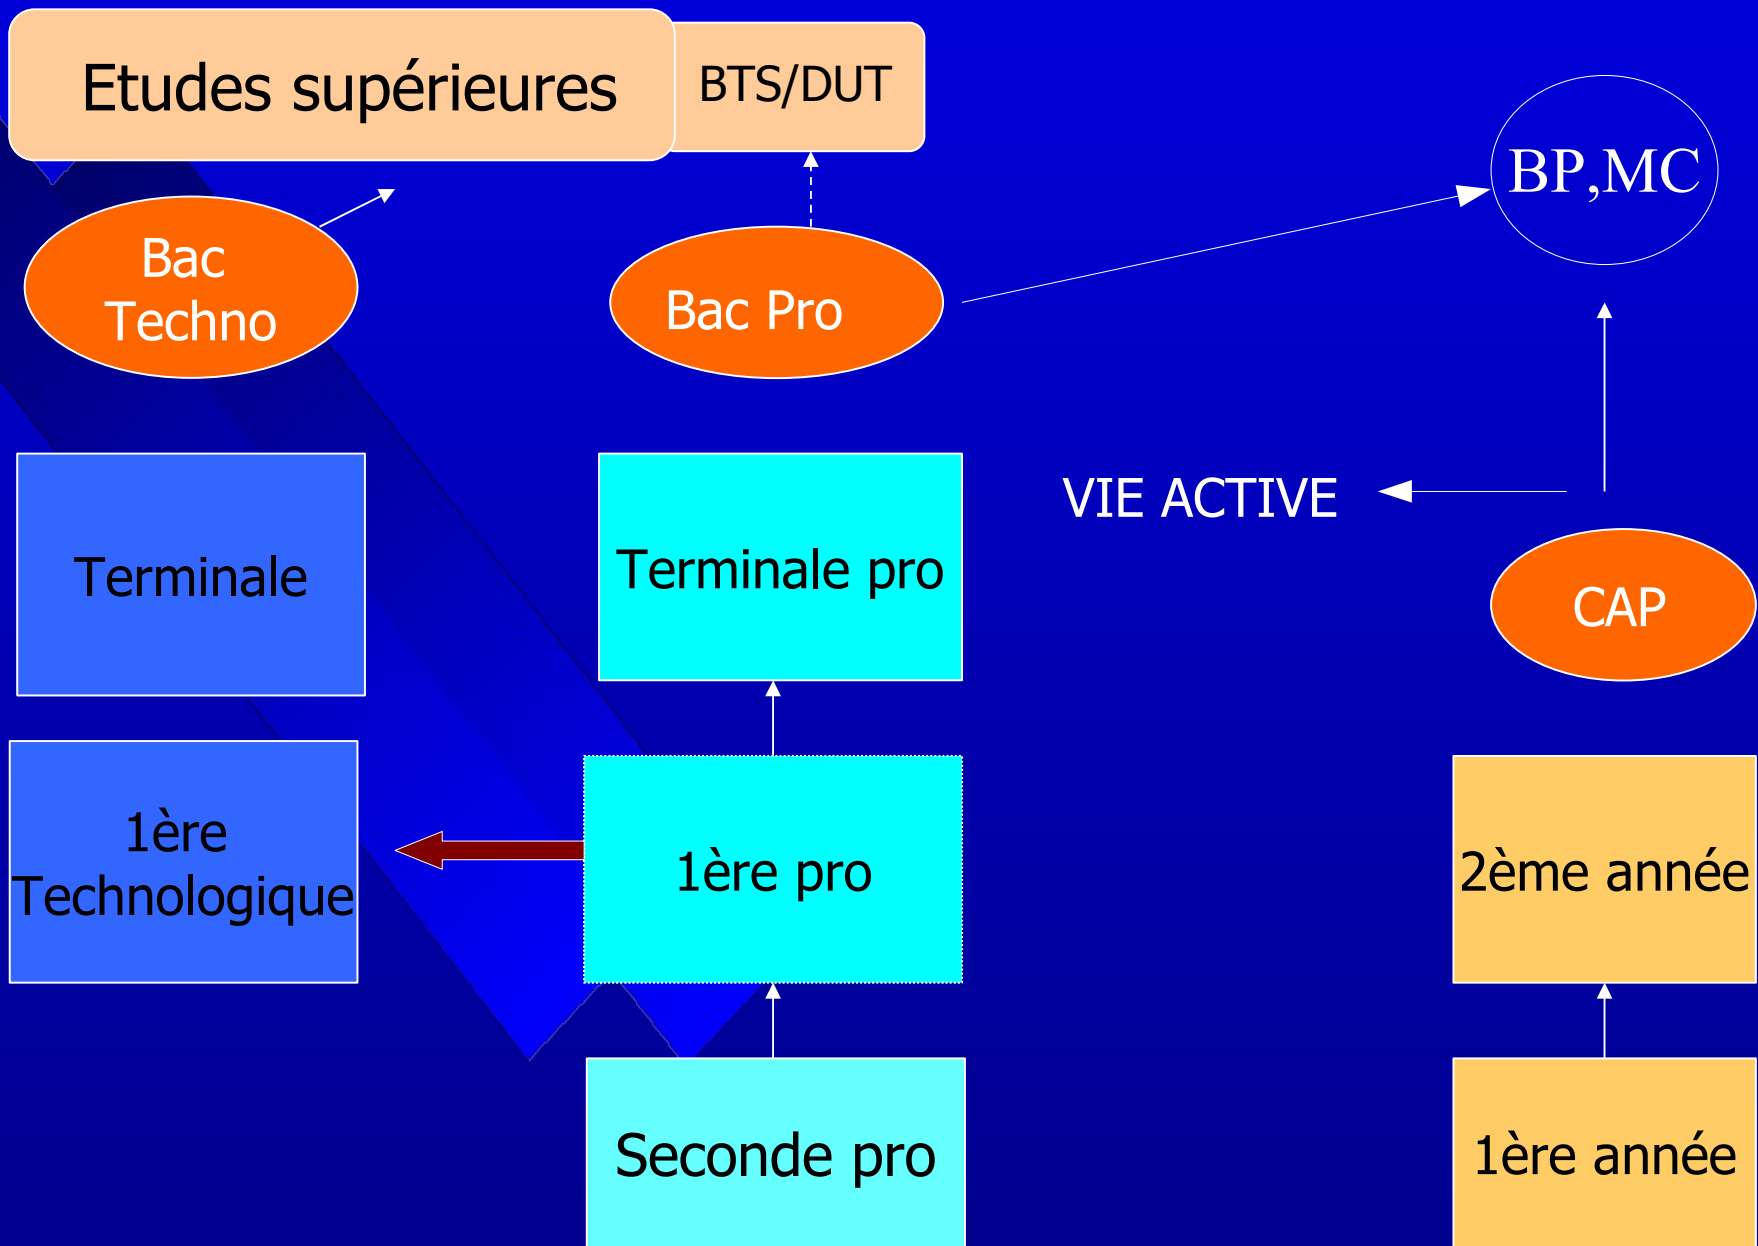 Etudes supérieures
BTS/DUT
BP,MC
Bac
Techno
Bac Pro
VIE ACTIVE
Terminale
Terminale pro
CAP
1ère
Technologique
1ère pro
2ème année
Seconde pro
1ère année